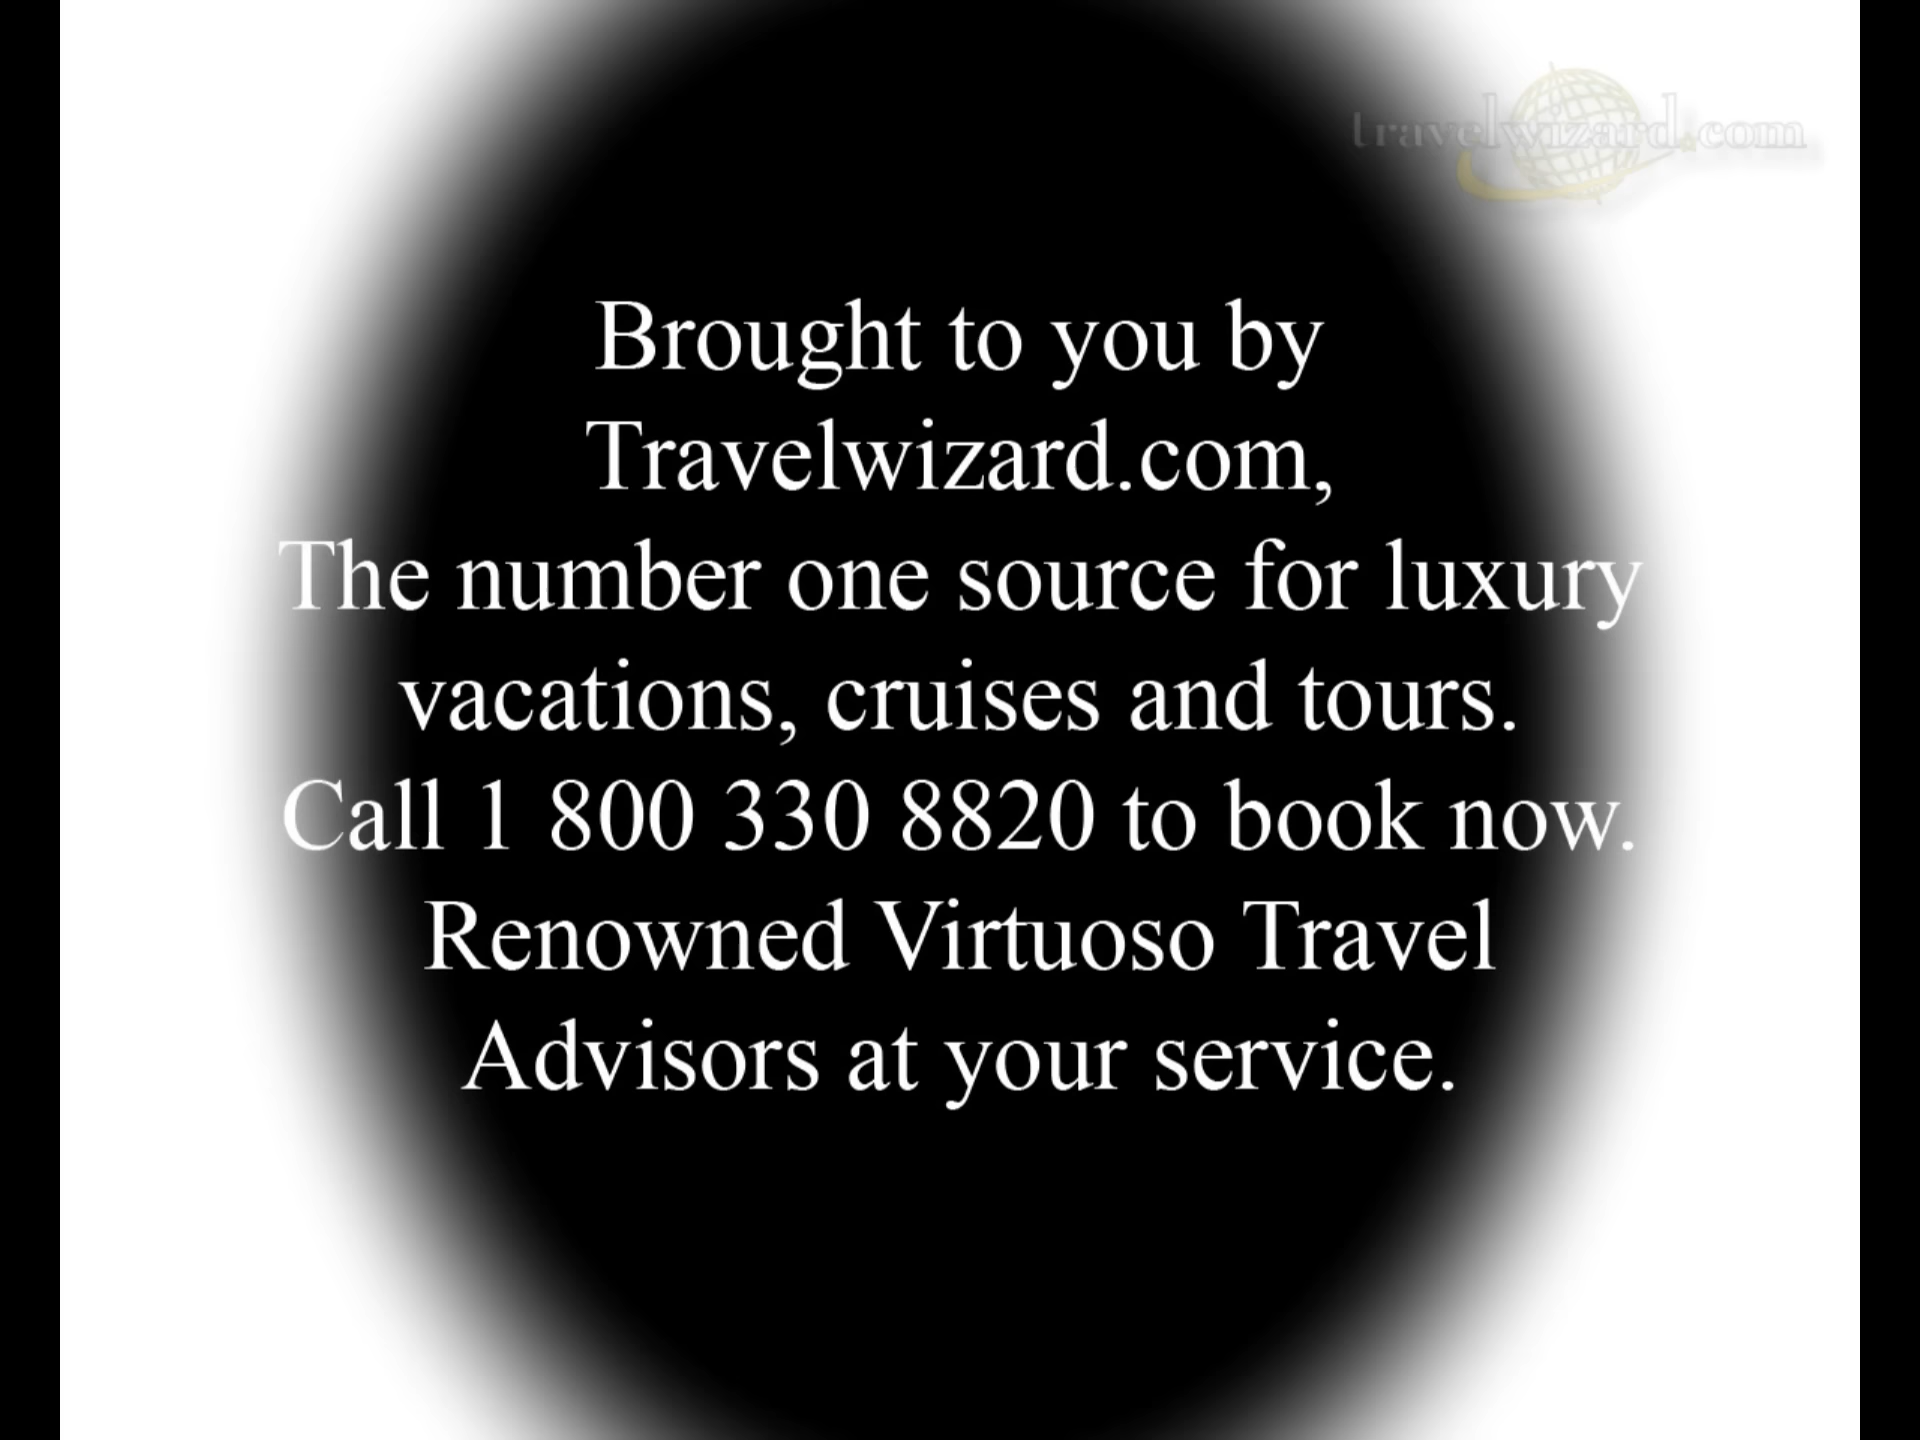 travelwizard.com
Brought to you by
Travelwizard.com,
The number one source for luxury
vacations, cruises and tours.
Call 1 800 330 8820 to book now.
Renowned Virtuoso Travel
Advisors at your service.